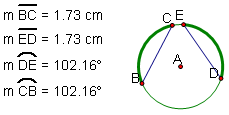 m BC = 1.73 cm
m ED = 1.73 cm
m DE = 102.16°
m CB = 102.16°
C E
A
B
D